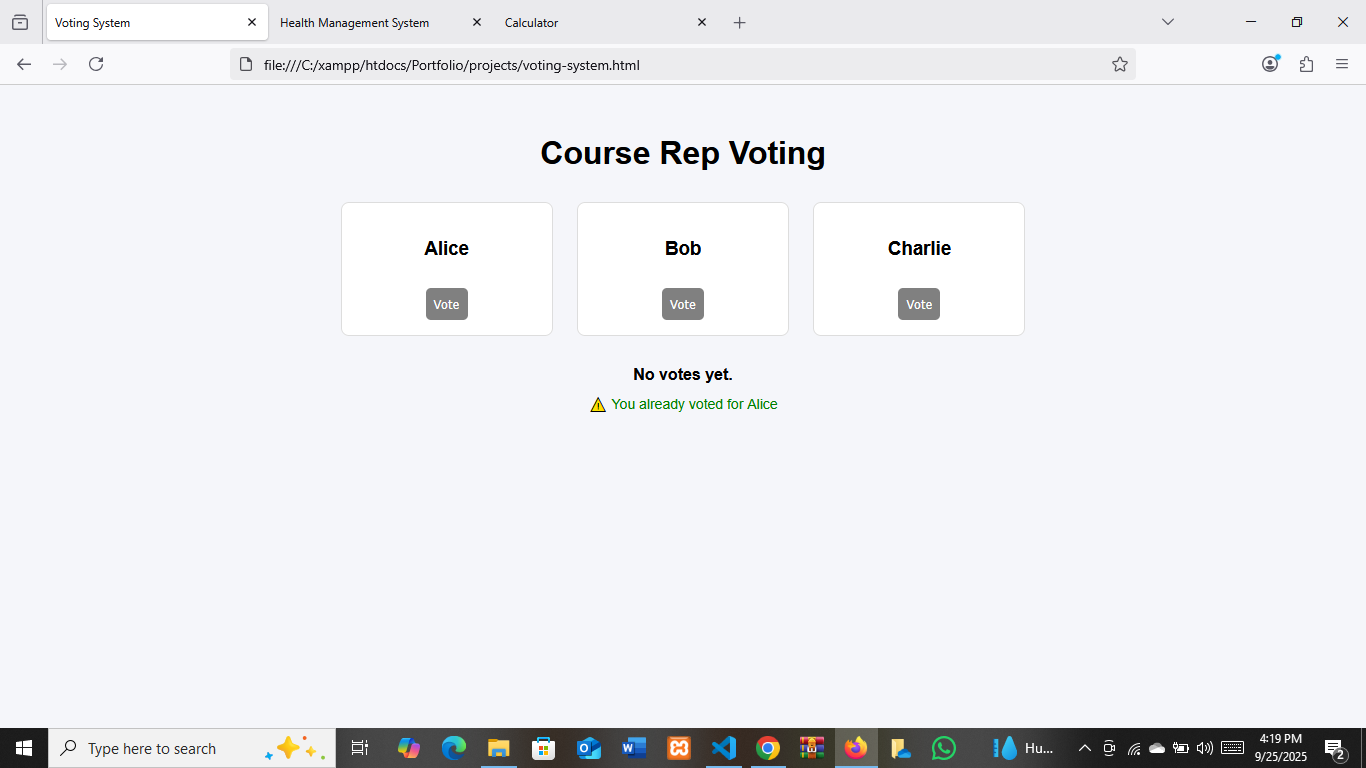 Voting System
Health Management System
Calculator
file:///C:/xampp/htdocs/Portfolio/projects/voting-system.html
Course Rep Voting
Alice
Bob
Charlie
Vote
Vote
Vote
No votes yet.
You already voted for Alice
Type here to search
Hu...
4:19 PM
9/25/2025
2